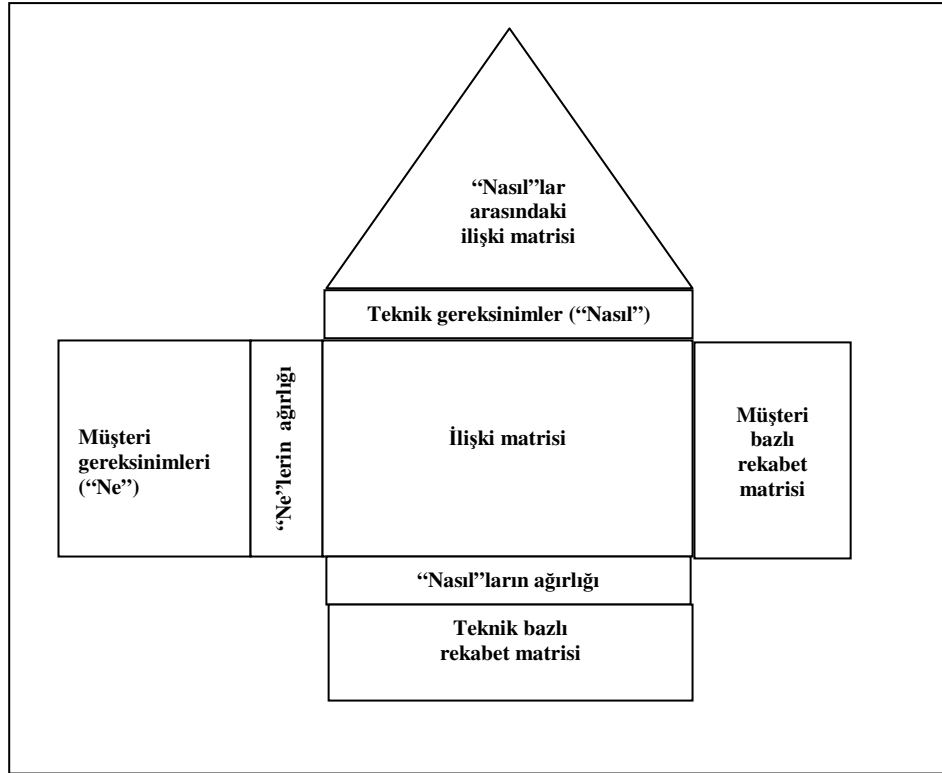 “Nasıl”lar
arasındaki
ilişki matrisi
Teknik gereksinimler (“Nasıl”)
Müşteri
gereksinimleri
(“Ne”)
“Ne”lerin ağırlığı
İlişki matrisi
Müşteri
bazlı
rekabet
matrisi
“Nasıl”ların ağırlığı
Teknik bazlı
rekabet matrisi